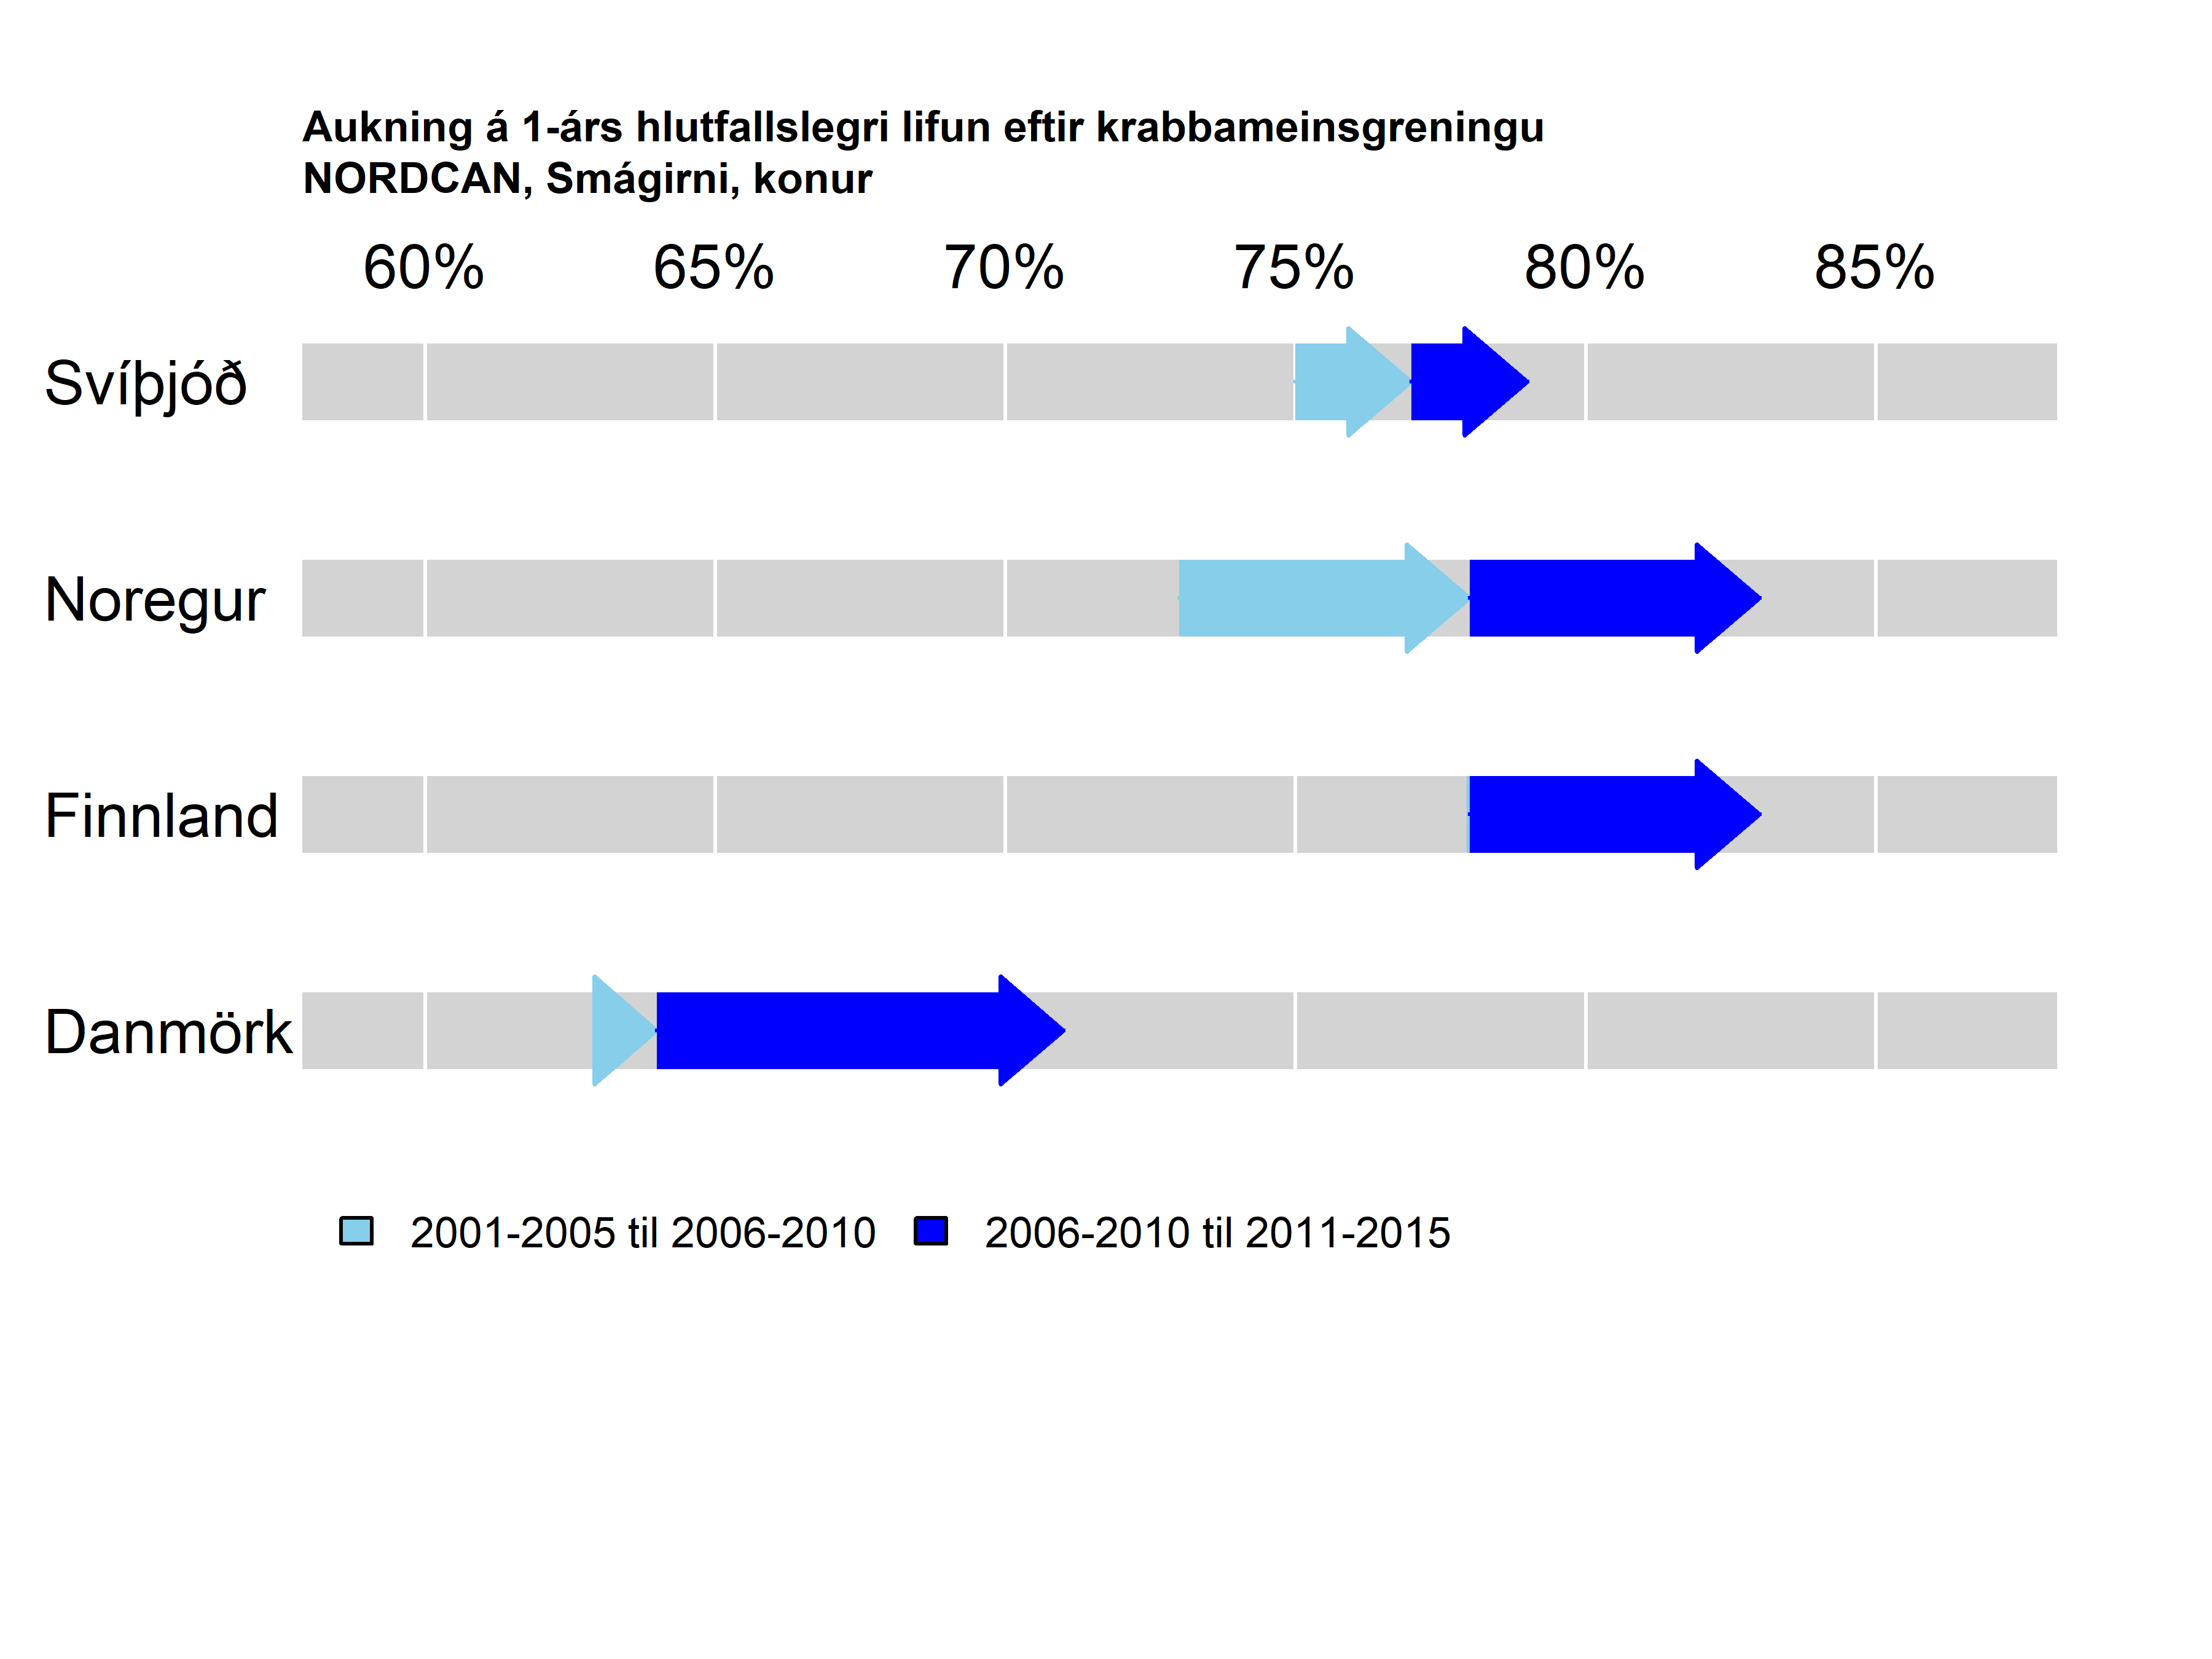 Aukning á 1-árs hlutfallslegri lifun eftir krabbameinsgreningu
NORDCAN, Smágirni, konur
60% 65% 70% 75% 80% 85%
Svíþjóð
Noregur
Finnland
Danmörk
2001-2005 til 2006-2010 2006-2010 til 2011-2015